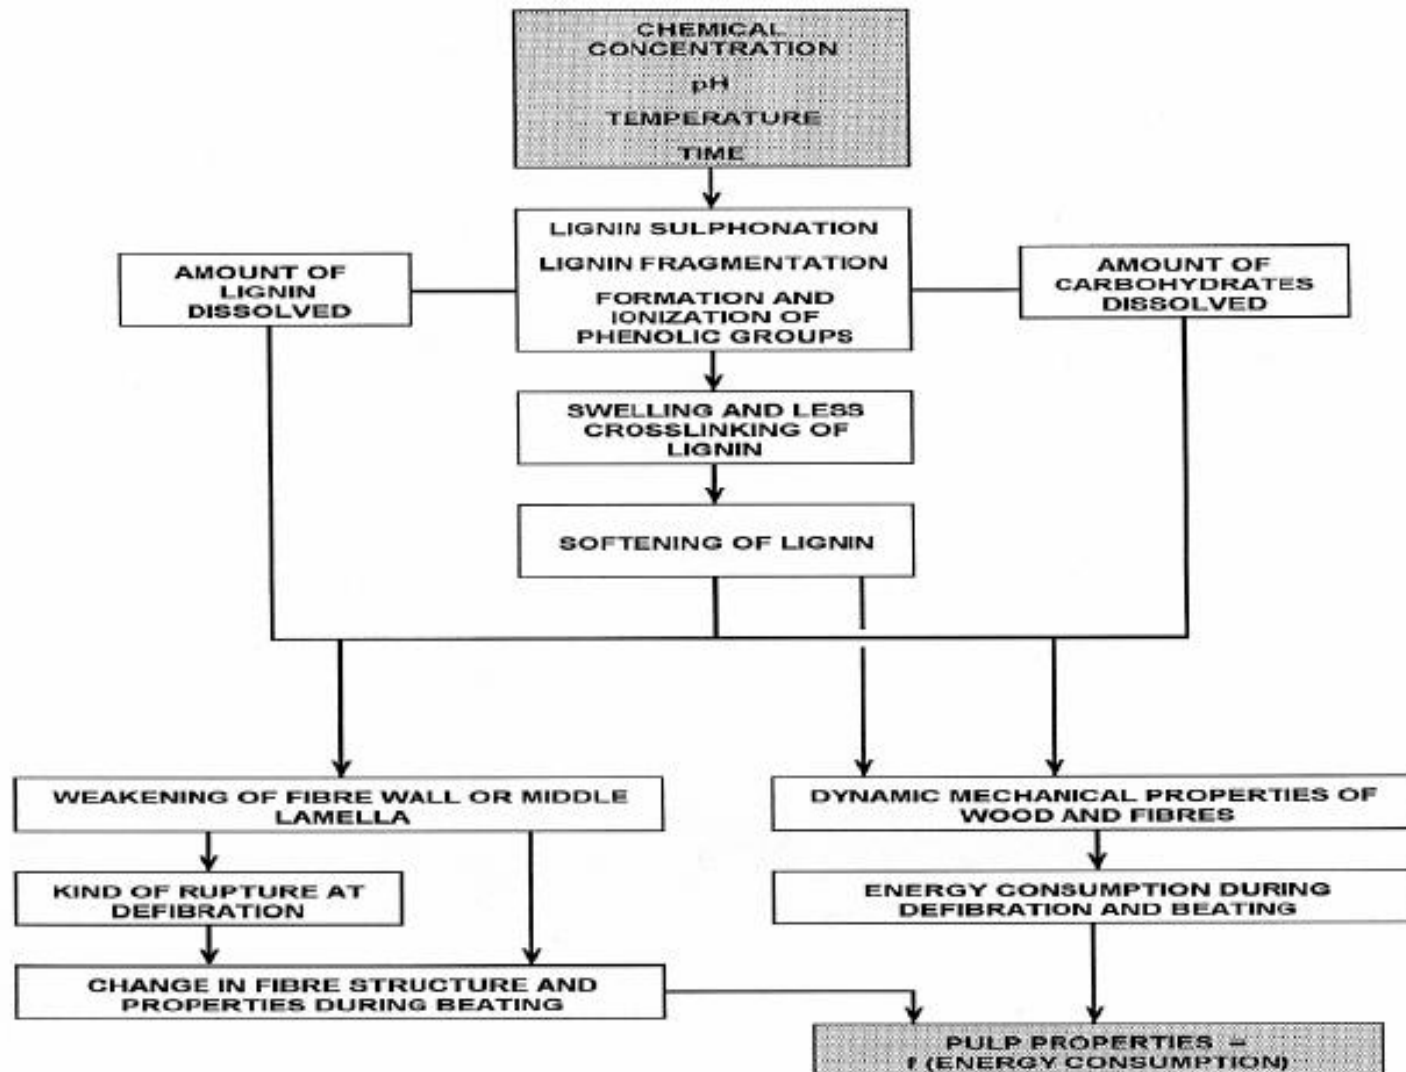 CHEMICAL
CONCENTRATION
pH
TEMPERATURE
TIME
LIGNIN SULPHONATION
LIGNIN FRAGMENTATION
FORMATION AND
IONIZATION OF
PHENOLIC GROUPS
AMOUNT OF
LIGNIN
DISSOLVED
AMOUNT OF
CARBOHYDRATES
DISSOLVED
SWELLING AND LESS
CROSSLINKING OF
LIGNIN
SOFTENING OF LIGNIN
WEAKENING OF FIBRE WALL OR MIDDLE
LAMELLA
DYNAMIC MECHANICAL PROPERTIES OF
WOOD AND FIBRES
KIND OF RUPTURE AT
DEFIBRATION
ENERGY CONSUMPTION DURING
DEFIBRATION AND BEATING
CHANGE IN FIBRE STRUCTURE AND
PROPERTIES DURING BEATING
PULP PROPERTIES =
f (ENERGY CONSUMPTION)